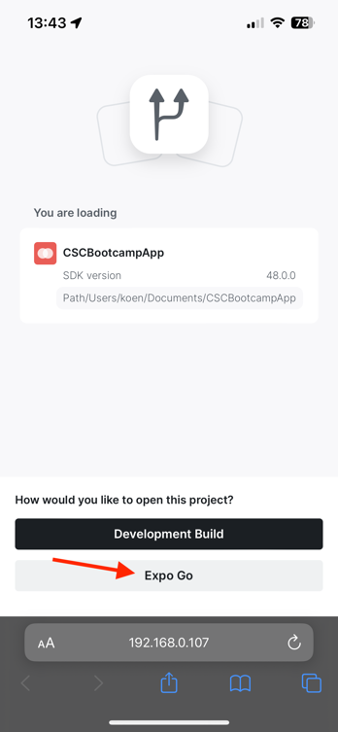 13:43
78
You are loading
CSCBootcampApp
SDK version 48.0.0
Path/Users/koen/Documents/CSCBootcampApp
How would you like to open this project?
Development Build
Expo Go
AA 192.168.0.107